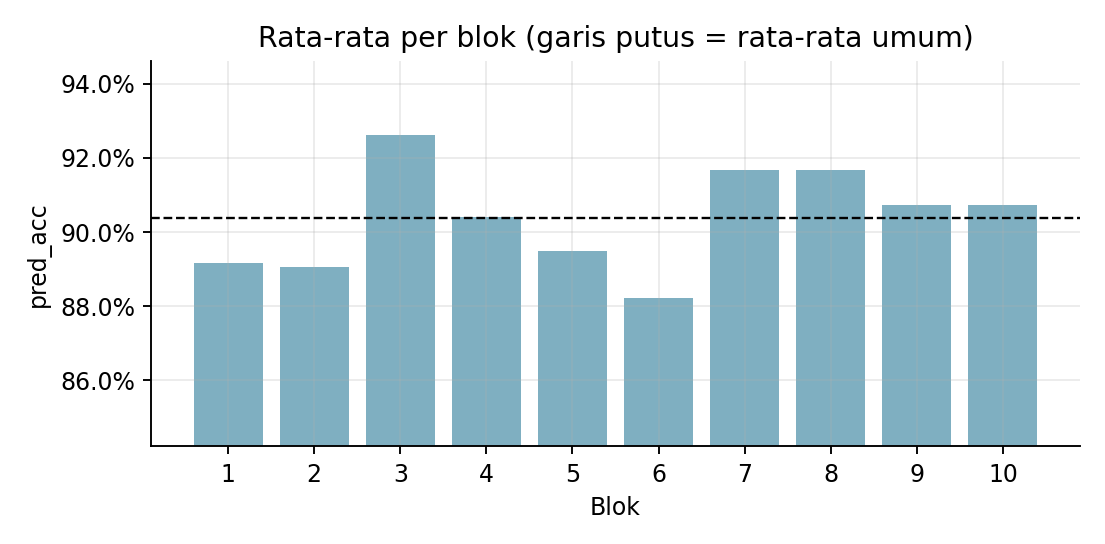 Rata-rata per blok (garis putus = rata-rata umum)
94.0%
92.0%
90.0%
88.0%
86.0%
pred_acc
1 2 3 4 5 6 7 8 9 10
Blok